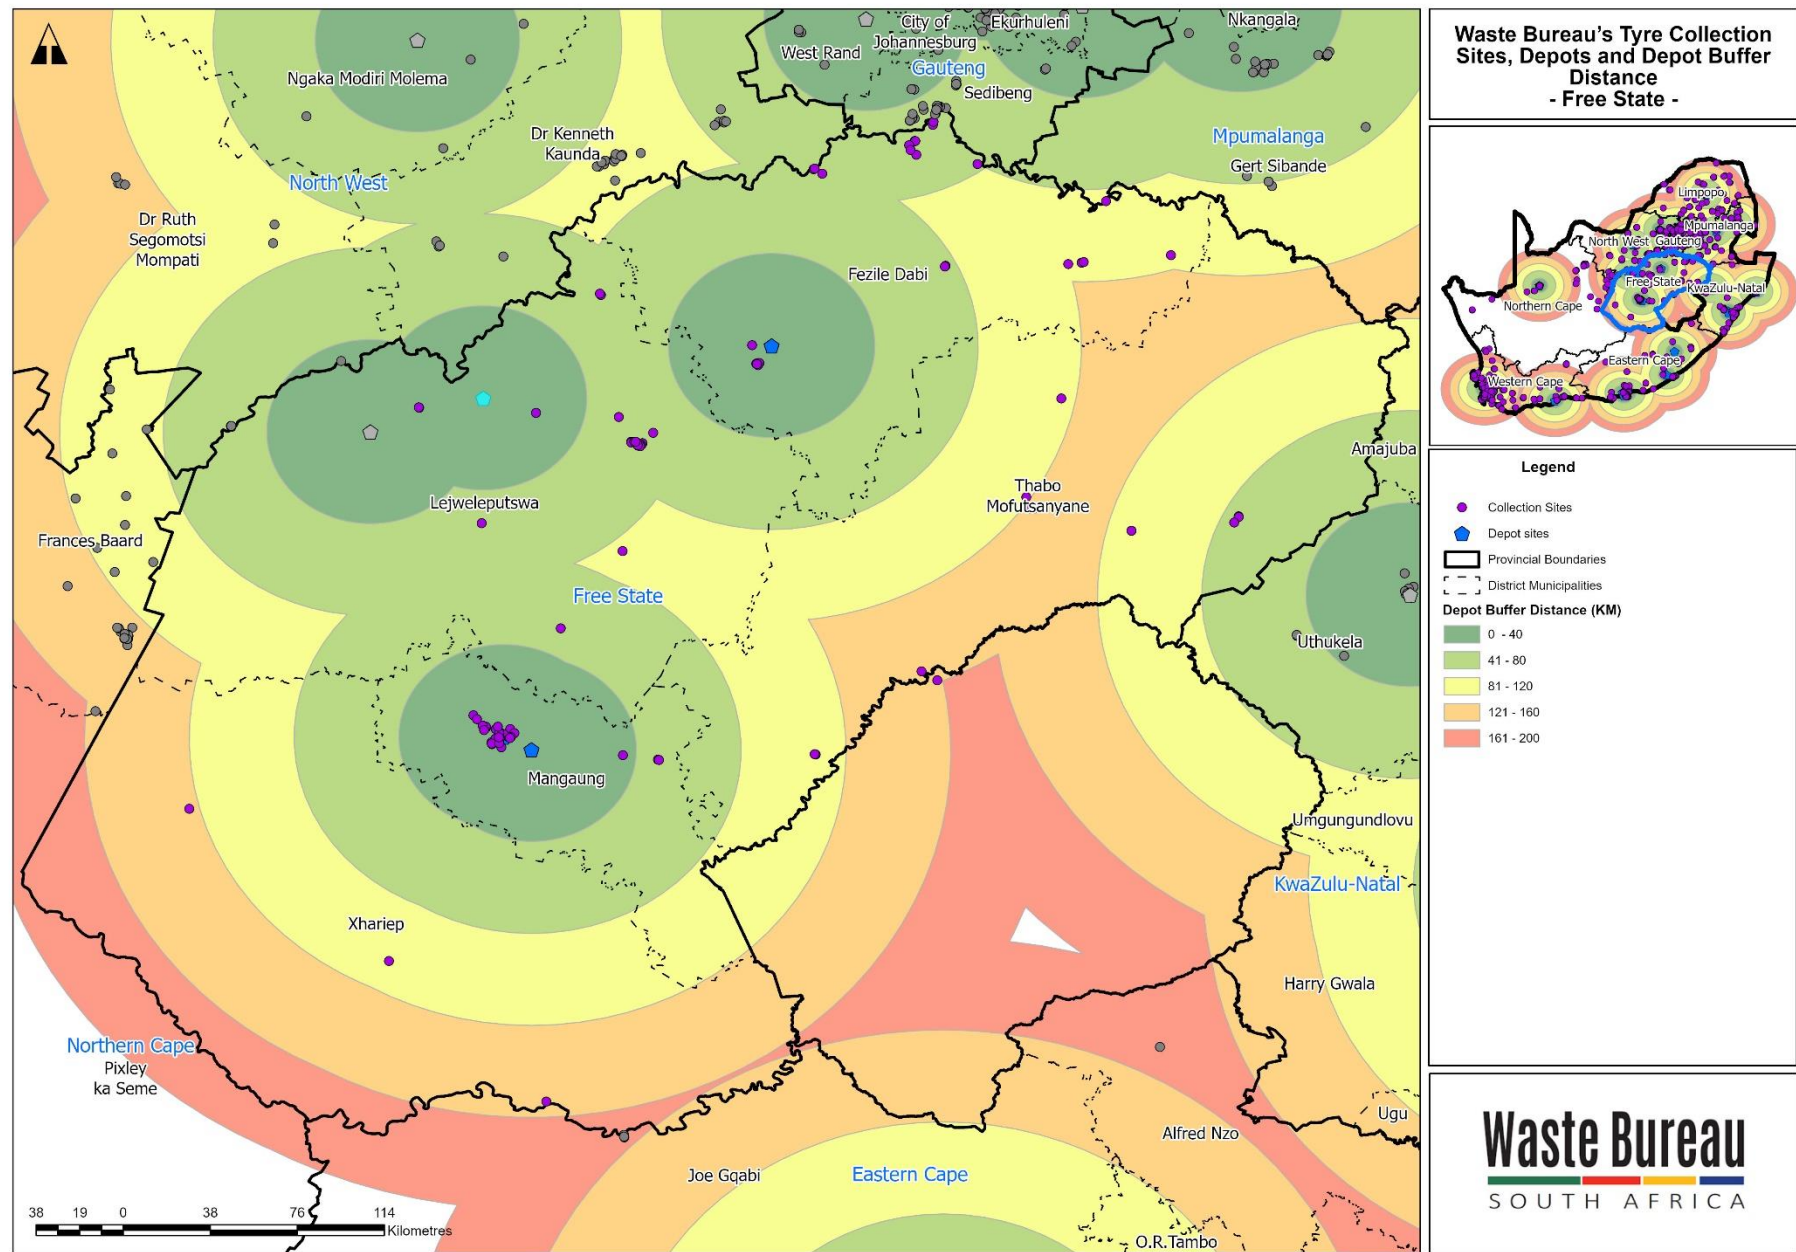 Waste Bureau's Tyre Collection
Sites, Depots and Depot Buffer
Distance
- Free State -
City of
Johannesburg
Ekurhuleni
Nkangala
West Rand
Gauteng
Sedibeng
Ngaka Modiri Molema
Dr Kenneth
Kaunda
Mpumalanga
Gert Sibande
North West
Dr Ruth
Segomotsi
Mompati
Fezile Dabi
Amajuba
Thabo
Mofutsanyane
Lejweleputswa
Frances Baard
Free State
Uthukela
Mangaung
Umgungundlovu
KwaZulu-Natal
Xhariep
Harry Gwala
Northern Cape
Pixley
ka Seme
Ugu
Alfred Nzo
Joe Gqabi
Eastern Cape
O.R.Tambo
38 19 0 38 76 114
Kilometres
Limpopo
Mpumalanga
North West
Gauteng
Free State
KwaZulu-Natal
Northern Cape
Eastern Cape
Western Cape
Legend
Collection Sites
Depot sites
Provincial Boundaries
District Municipalities
Depot Buffer Distance (KM)
0 - 40
41 - 80
81 - 120
121 - 160
161 - 200
Waste Bureau
SOUTH AFRICA